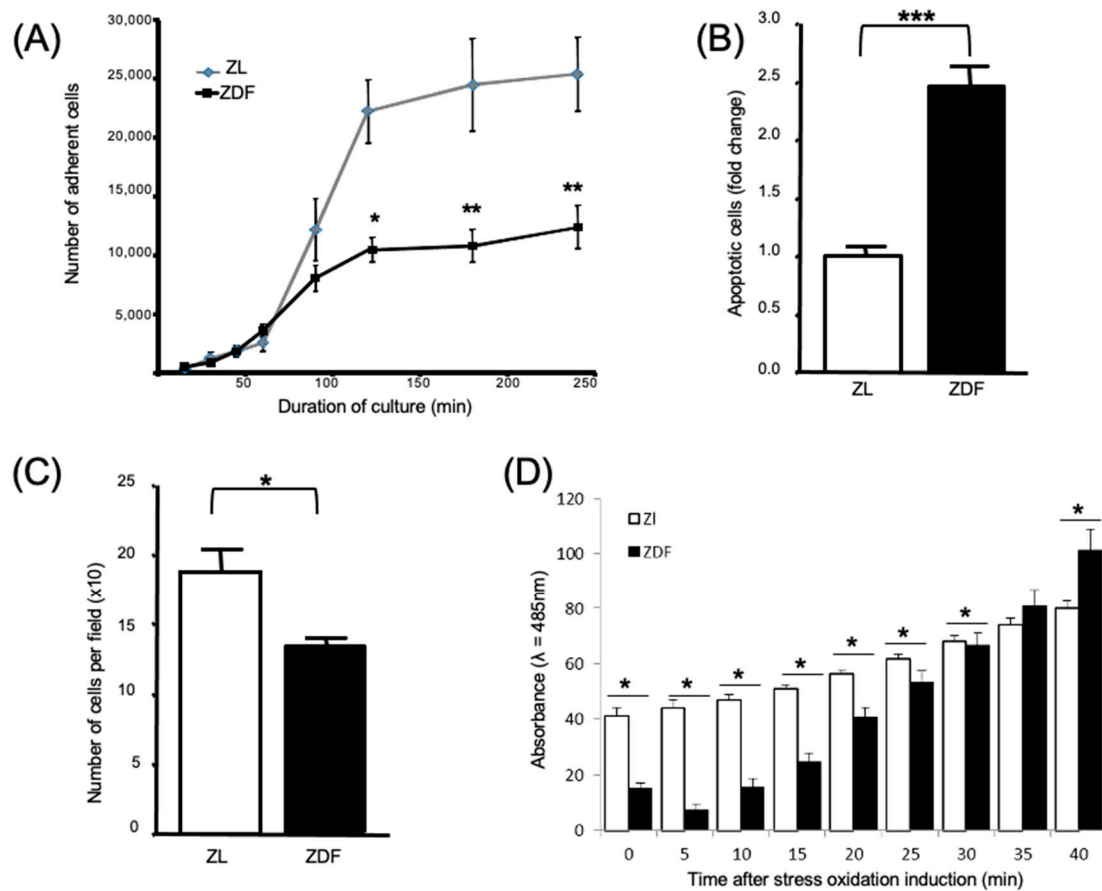 (A)
30,000
25,000
20,000
15,000
10,000
5,000
Number of adherent cells
ZL
ZDF
*
**
**
50
100
150
200
250
Duration of culture (min)
(B)
3.0
2.5
2.0
1.5
1.0
0.5
0.0
Apoptotic cells (fold change)
***
ZL
ZDF
(C)
25
20
15
10
5
0
Number of cells per field (x10)
*
ZL
ZDF
(D)
120
100
80
60
40
20
0
Absorbance (λ = 485nm)
Zl
ZDF
*
*
*
*
*
*
*
*
0 5 10 15 20 25 30 35 40
Time after stress oxidation induction (min)